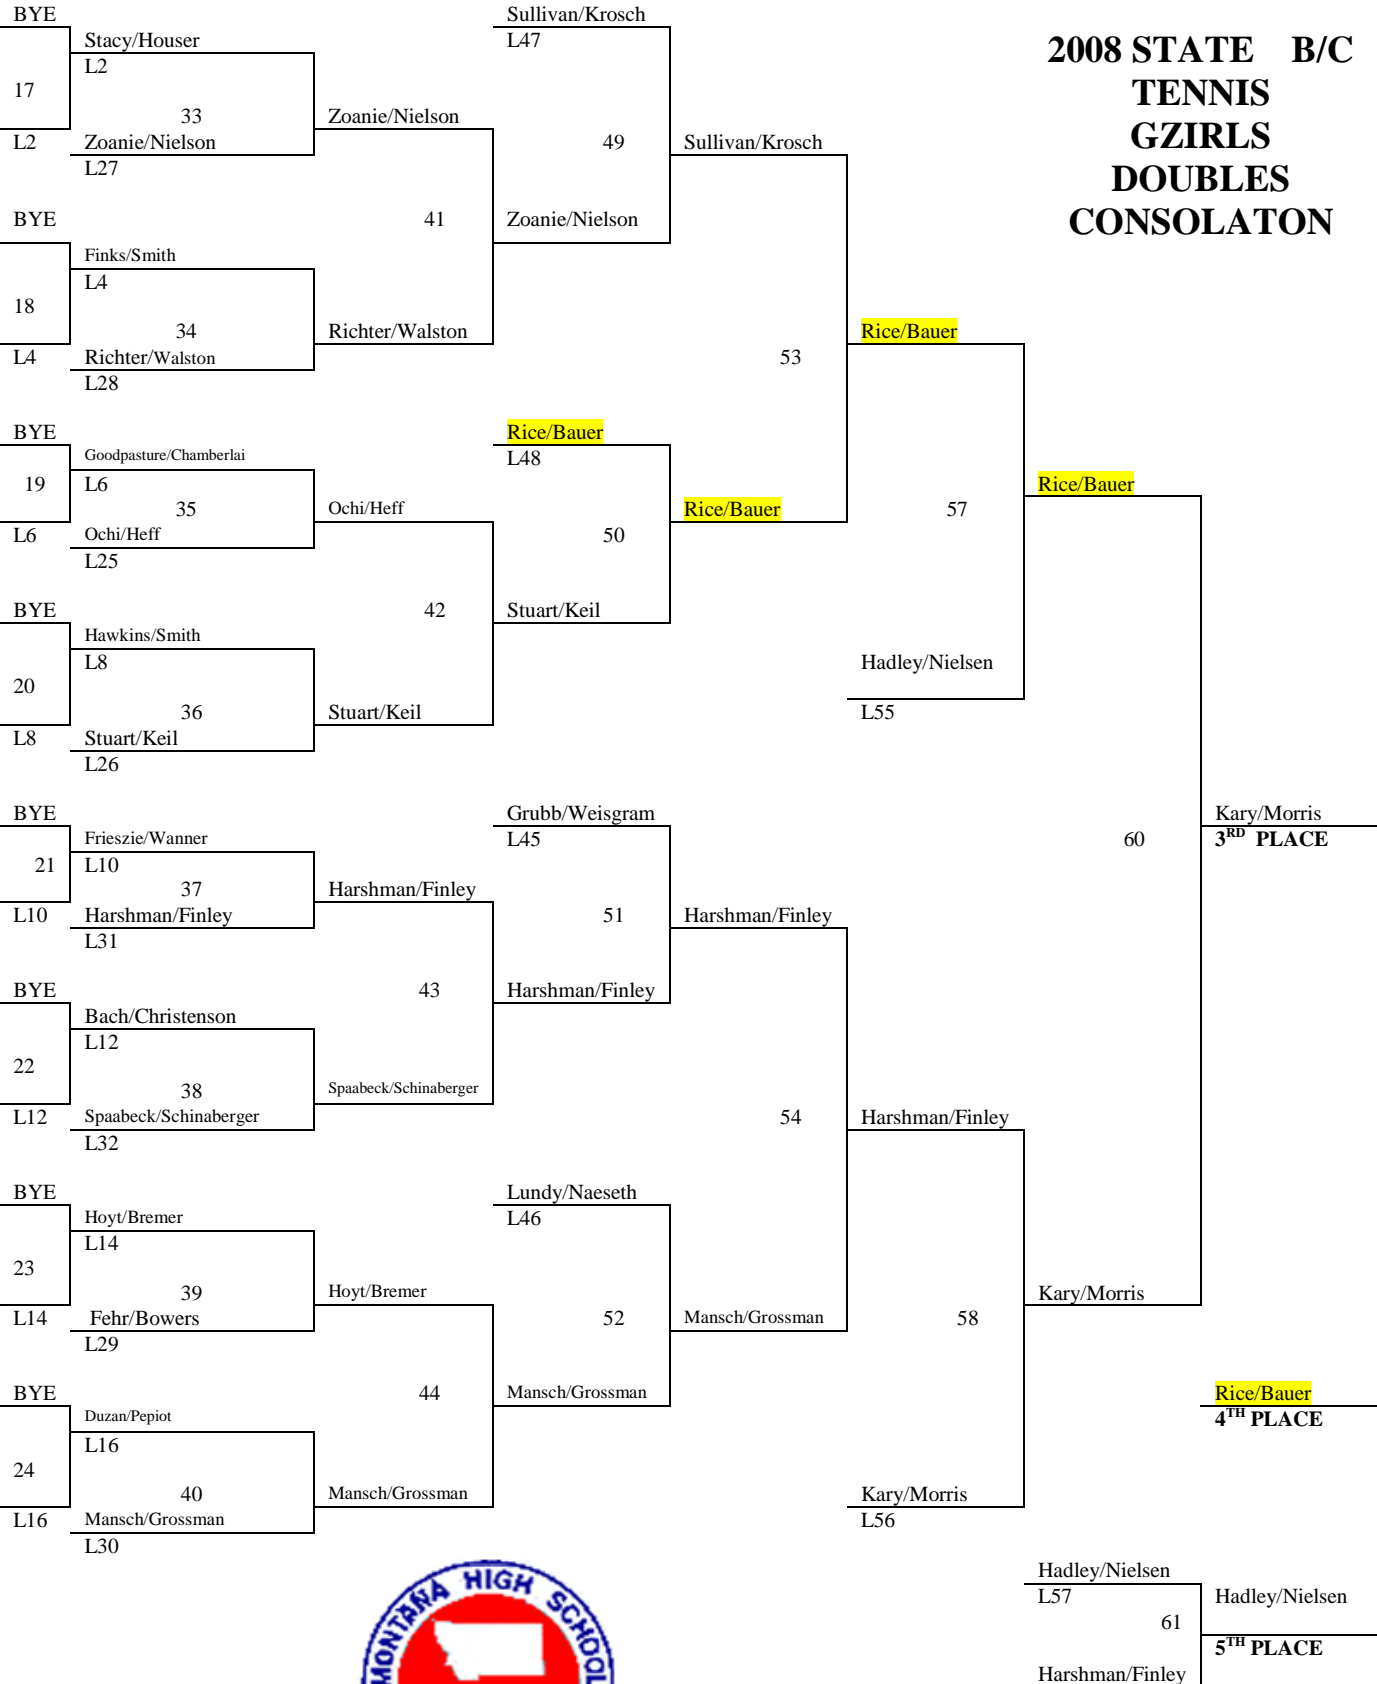 BYE
Sullivan/Krosch
Stacy/Houser
L47
2008 STATE B/C
L2
TENNIS
17
33
Zoanie/Nielson
GZIRLS
L2
Zoanie/Nielson
49
Sullivan/Krosch
L27
DOUBLES
BYE
41
Zoanie/Nielson
CONSOLATON
Finks/Smith
L4
18
34
Richter/Walston
Rice/Bauer
L4
Richter/Walston
53
L28
BYE
Rice/Bauer
Goodpasture/Chamberlai
L48
19
L6
Rice/Bauer
35
Ochi/Heff
Rice/Bauer
57
L6
Ochi/Heff
50
L25
BYE
42
Stuart/Keil
Hawkins/Smith
L8
Hadley/Nielsen
20
36
Stuart/Keil
L55
L8
Stuart/Keil
L26
BYE
Grubb/Weisgram
Kary/Morris
Frieszie/Wanner
L45
60
3RD PLACE
21
L10
37
Harshman/Finley
L10
Harshman/Finley
51
Harshman/Finley
L31
BYE
43
Harshman/Finley
Bach/Christenson
L12
22
38
Spaabeck/Schinaberger
L12
Spaabeck/Schinaberger
54
Harshman/Finley
L32
BYE
Lundy/Naeseth
Hoyt/Bremer
L46
L14
23
39
Hoyt/Bremer
Kary/Morris
L14
Fehr/Bowers
52
Mansch/Grossman
58
L29
BYE
44
Mansch/Grossman
Rice/Bauer
Duzan/Pepiot
4TH PLACE
L16
24
40
Mansch/Grossman
Kary/Morris
L16
Mansch/Grossman
L56
L30
Hadley/Nielsen
L57
Hadley/Nielsen
61
5TH PLACE
Harshman/Finley
MONTANA HIGH SCHOOL